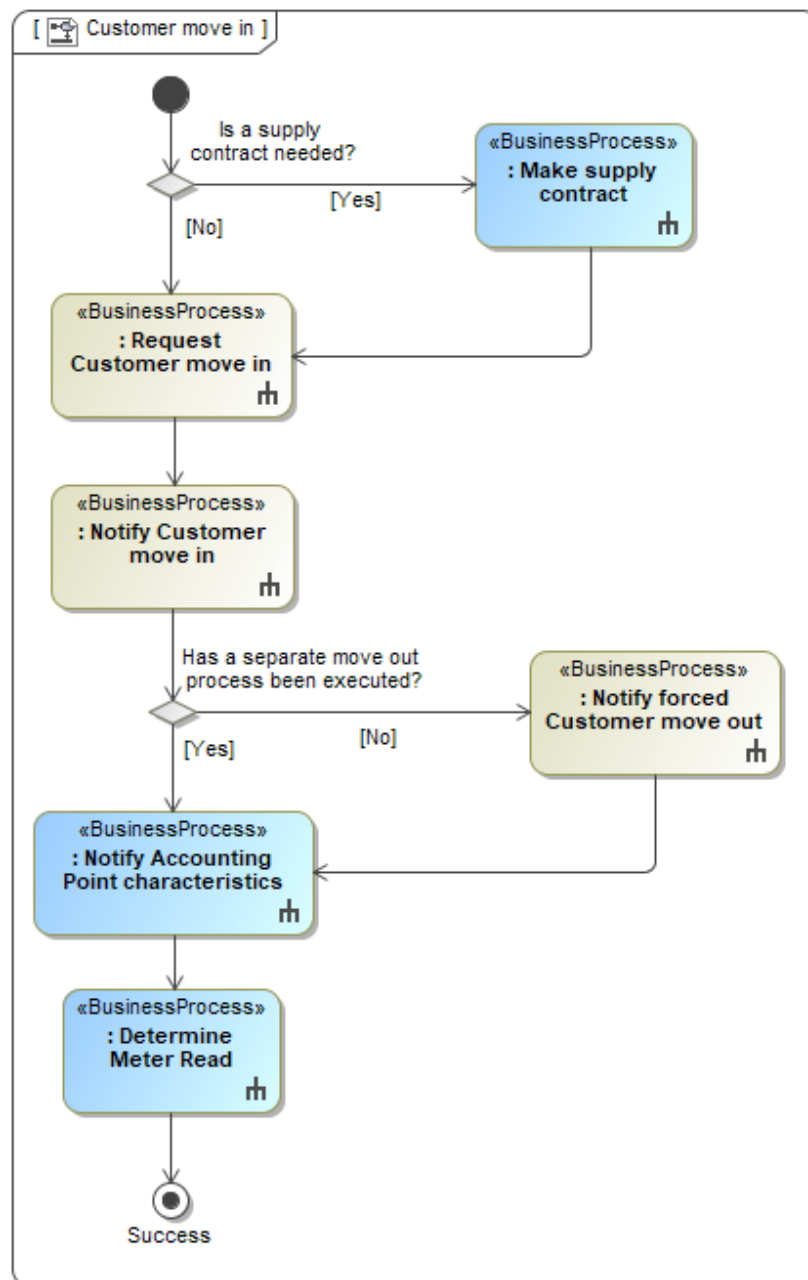 [ Customer move in ]
Is a supply
contract needed?
«BusinessProcess»
: Make supply
contract
[Yes]
[No]
«BusinessProcess»
: Request
Customer move in
«BusinessProcess»
: Notify Customer
move in
Has a separate move out
process been executed?
«BusinessProcess»
: Notify forced
Customer move out
[No]
[Yes]
«BusinessProcess»
: Notify Accounting
Point characteristics
«BusinessProcess»
: Determine
Meter Read
Success